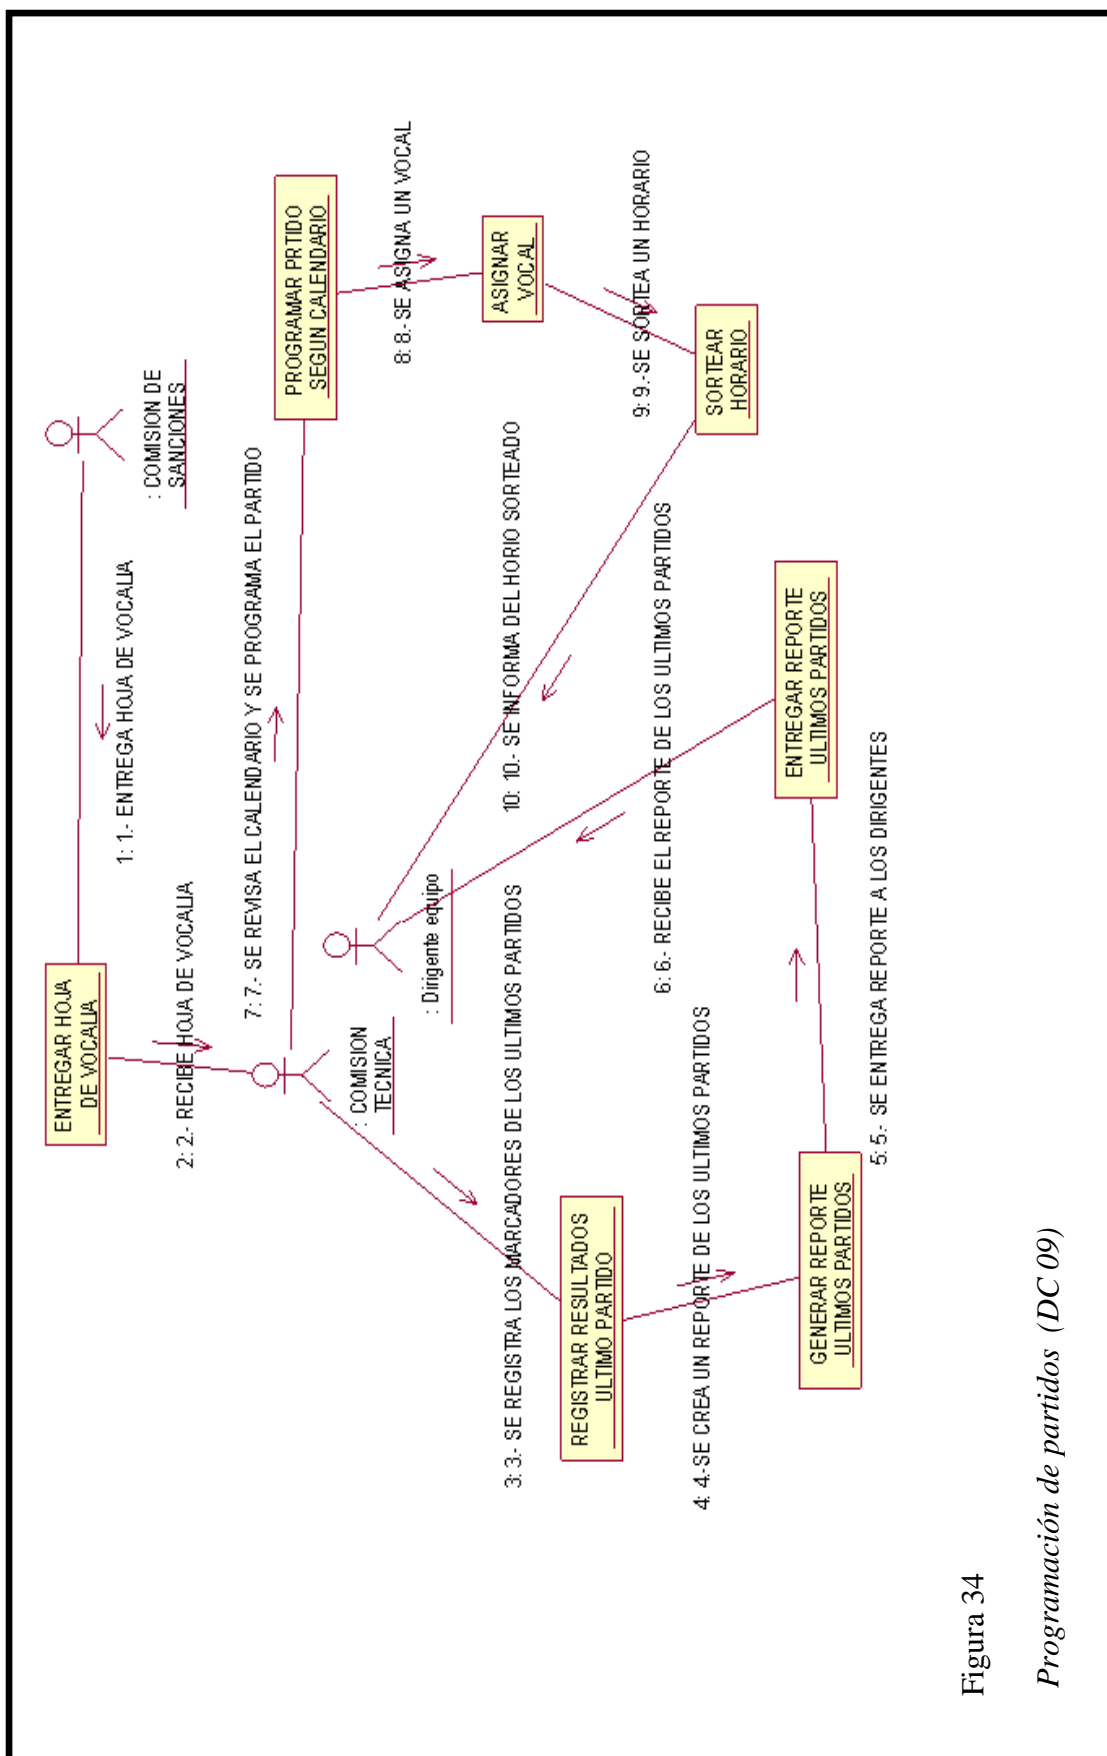 ENTREGAR HOJA
DE VOCALIA
1: 1.- ENTREGA HOJA DE VOCALIA
: COMISION DE
SANCIONES
2: 2.- RECIBE HOJA DE VOCALIA
7: 7.- SE REVISA EL CALENDARIO Y SE PROGRAMA EL PARTIDO
PROGRAMAR PRTIDO
SEGUN CALENDARIO
: COMISION
TECNICA
: Dirigente equipo
8: 8.- SE ASIGNA UN VOCAL
ASIGNAR
VOCAL
3: 3.- SE REGISTRA LOS MARCADORES DE LOS ULTIMOS PARTIDOS
10: 10.- SE INFORMA DEL HORIO SORTEADO
9: 9.-SE SORTEA UN HORARIO
REGISTRAR RESULTADOS
ULTIMO PARTIDO
6: 6.- RECIBE EL REPORTE DE LOS ULTIMOS PARTIDOS
SORTEAR
HORARIO
4: 4.-SE CREA UN REPORTE DE LOS ULTIMOS PARTIDOS
GENERAR REPORTE
ULTIMOS PARTIDOS
ENTREGAR REPORTE
ULTIMOS PARTIDOS
5: 5.- SE ENTREGA REPORTE A LOS DIRIGENTES
Figura 34
Programación de partidos (DC 09)